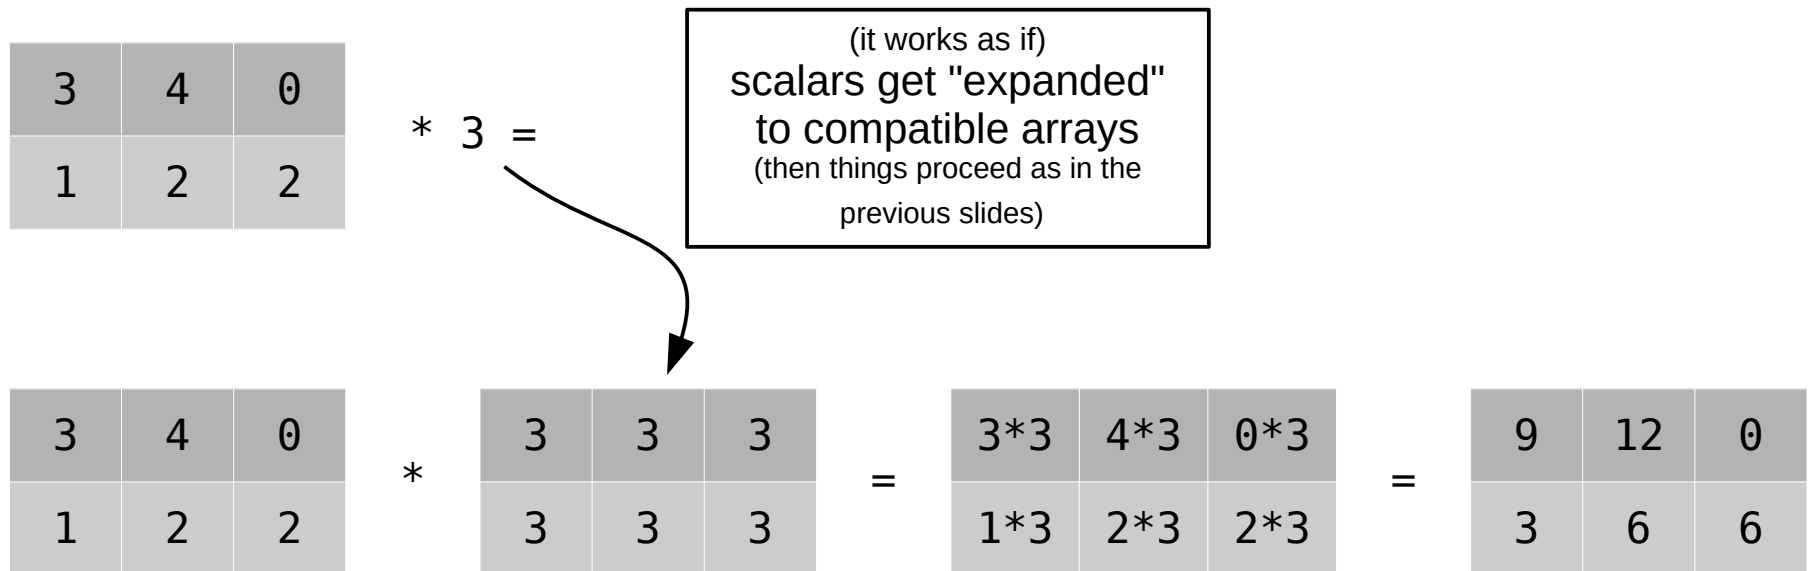 (it works as if)
scalars get "expanded"
to compatible arrays
(then things proceed as in the
previous slides)
3 4 0
* 3 =
1 2 2
3 4 0 3 3 3 3*3 4*3 0*3 9 12 0
* = =
1 2 2 3 3 3 1*3 2*3 2*3 3 6 6